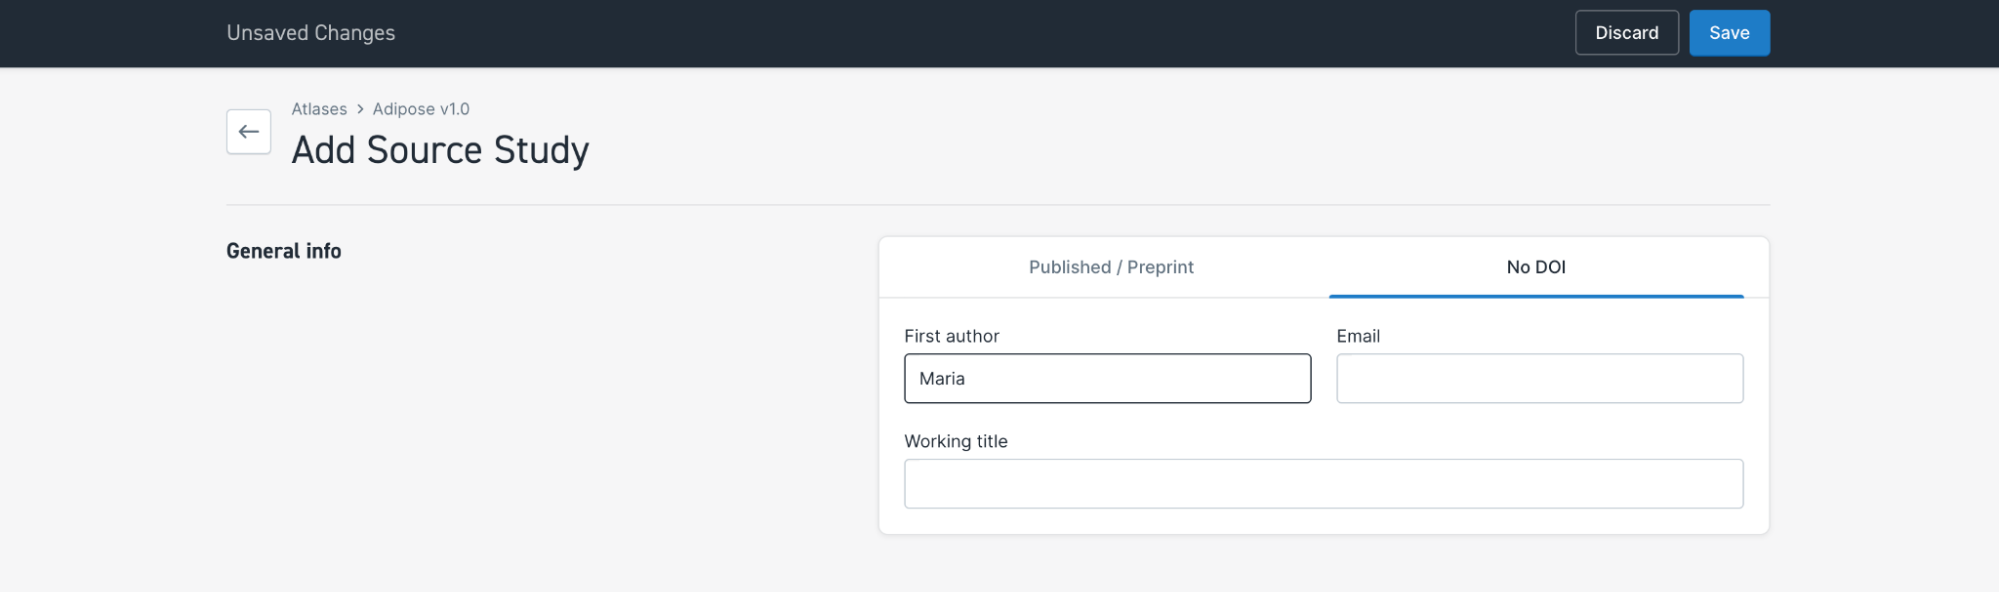 Unsaved Changes Discard Save
Atlases > Adipose v1.0
Add Source Study
General info
Published / Preprint No DOI
First author Email
Maria
Working title